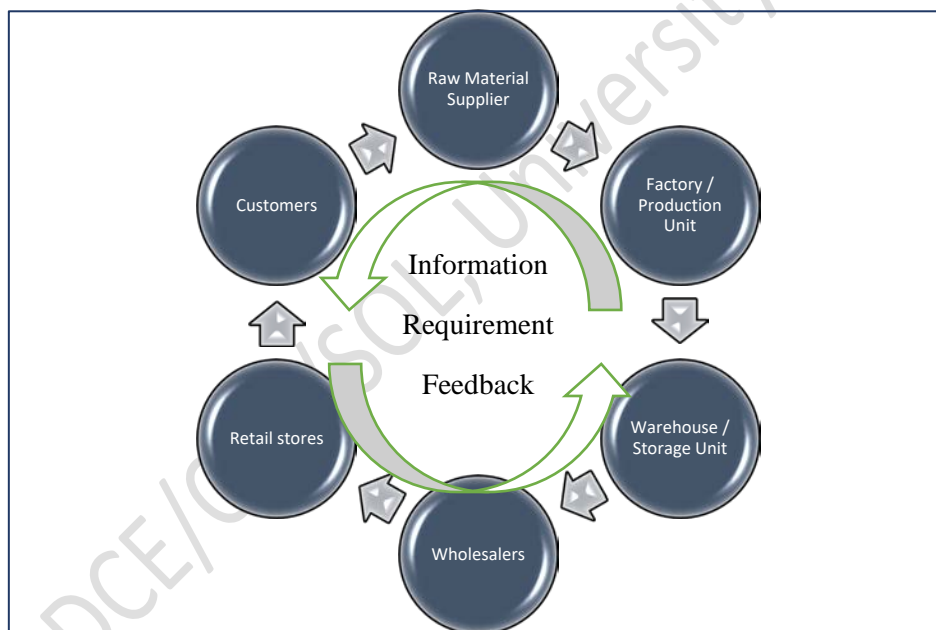 Raw Material
Supplier
Factory /
Production
Unit
Warehouse /
Storage Unit
Wholesalers
Retail stores
Customers
Information
Requirement
Feedback